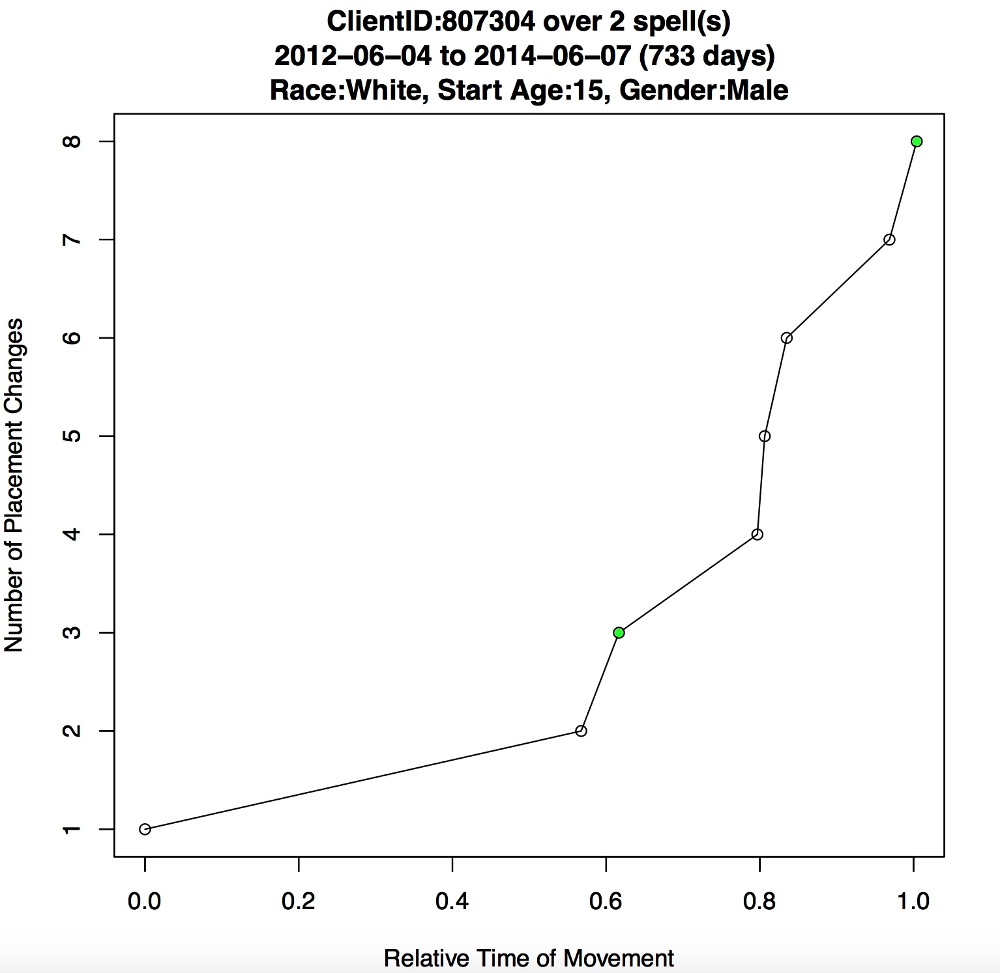 ClientID:807304 over 2 spell(s)
2012–06–04 to 2014–06–07 (733 days)
Race:White, Start Age:15, Gender:Male
8
7
6
5
4
3
2
1
Number of Placement Changes
0.0 0.2 0.4 0.6 0.8 1.0
Relative Time of Movement